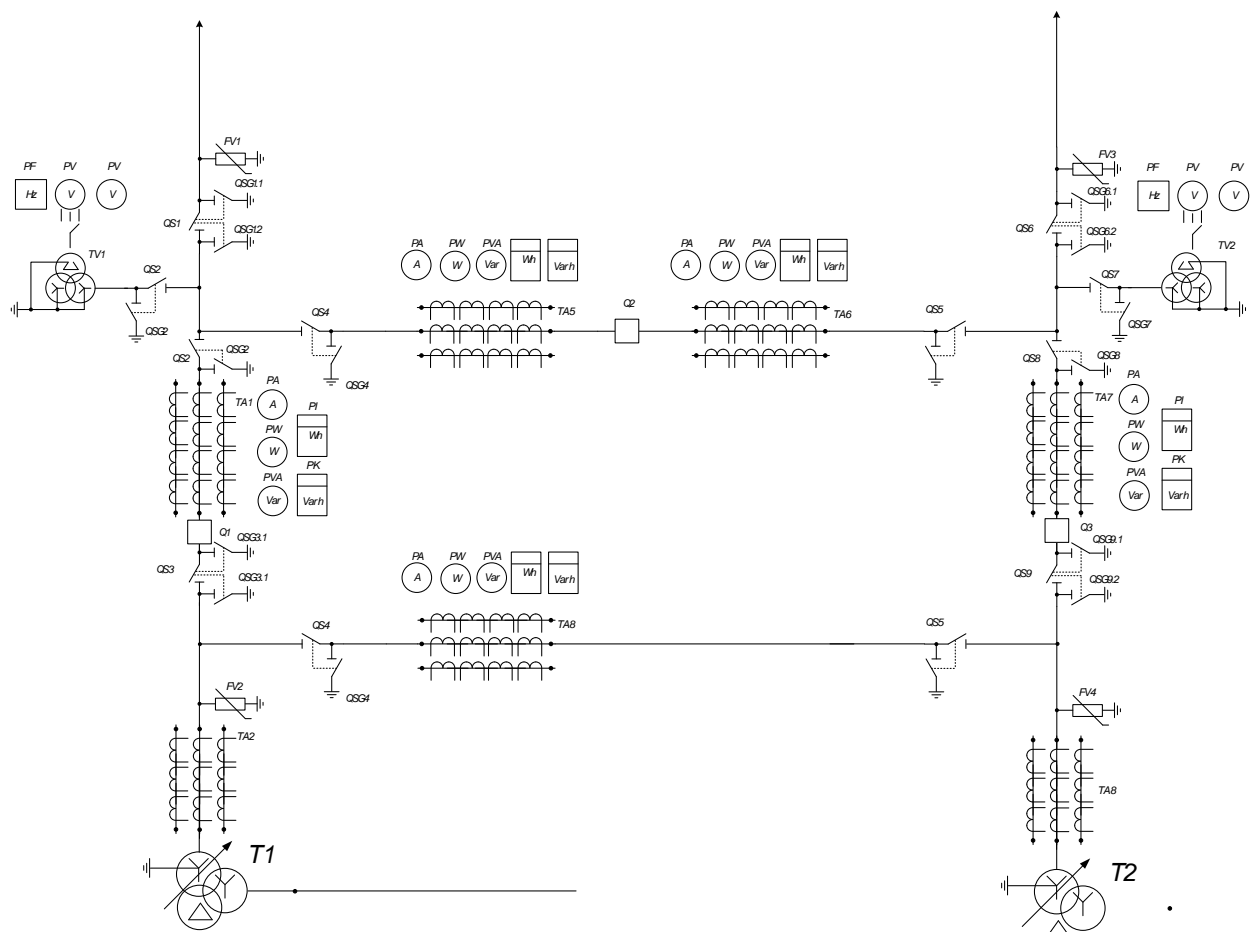 FV1
FV3
PF PV PV
PF PV PV
Hz V V
Hz V V
QSG1.1
QSG6.1
QS1
QS6
QSG1.2
QSG6.2
TV1
TV2
PA PW PVA
PA PW PVA
A W Var Wh Varh
A W Var Wh Varh
QS2
QS7
QS4
TA5
Q2
TA6
QS5
QSG2
QSG7
QS2
QSG2
QS8
QSG8
QSG4
TA1
PA
A
PI
Wh
PW
W
PK
PVA
Var
Varh
TA7
PA
A
PI
Wh
PW
W
PK
PVA
Var
Varh
Q1
QSG3.1
Q3
QSG9.1
QS3
QSG3.1
QS9
QSG9.2
PA PW PVA
A W Var Wh Varh
QS4
TA8
QS5
QSG4
FV2
FV4
TA2
TA8
T1
T2